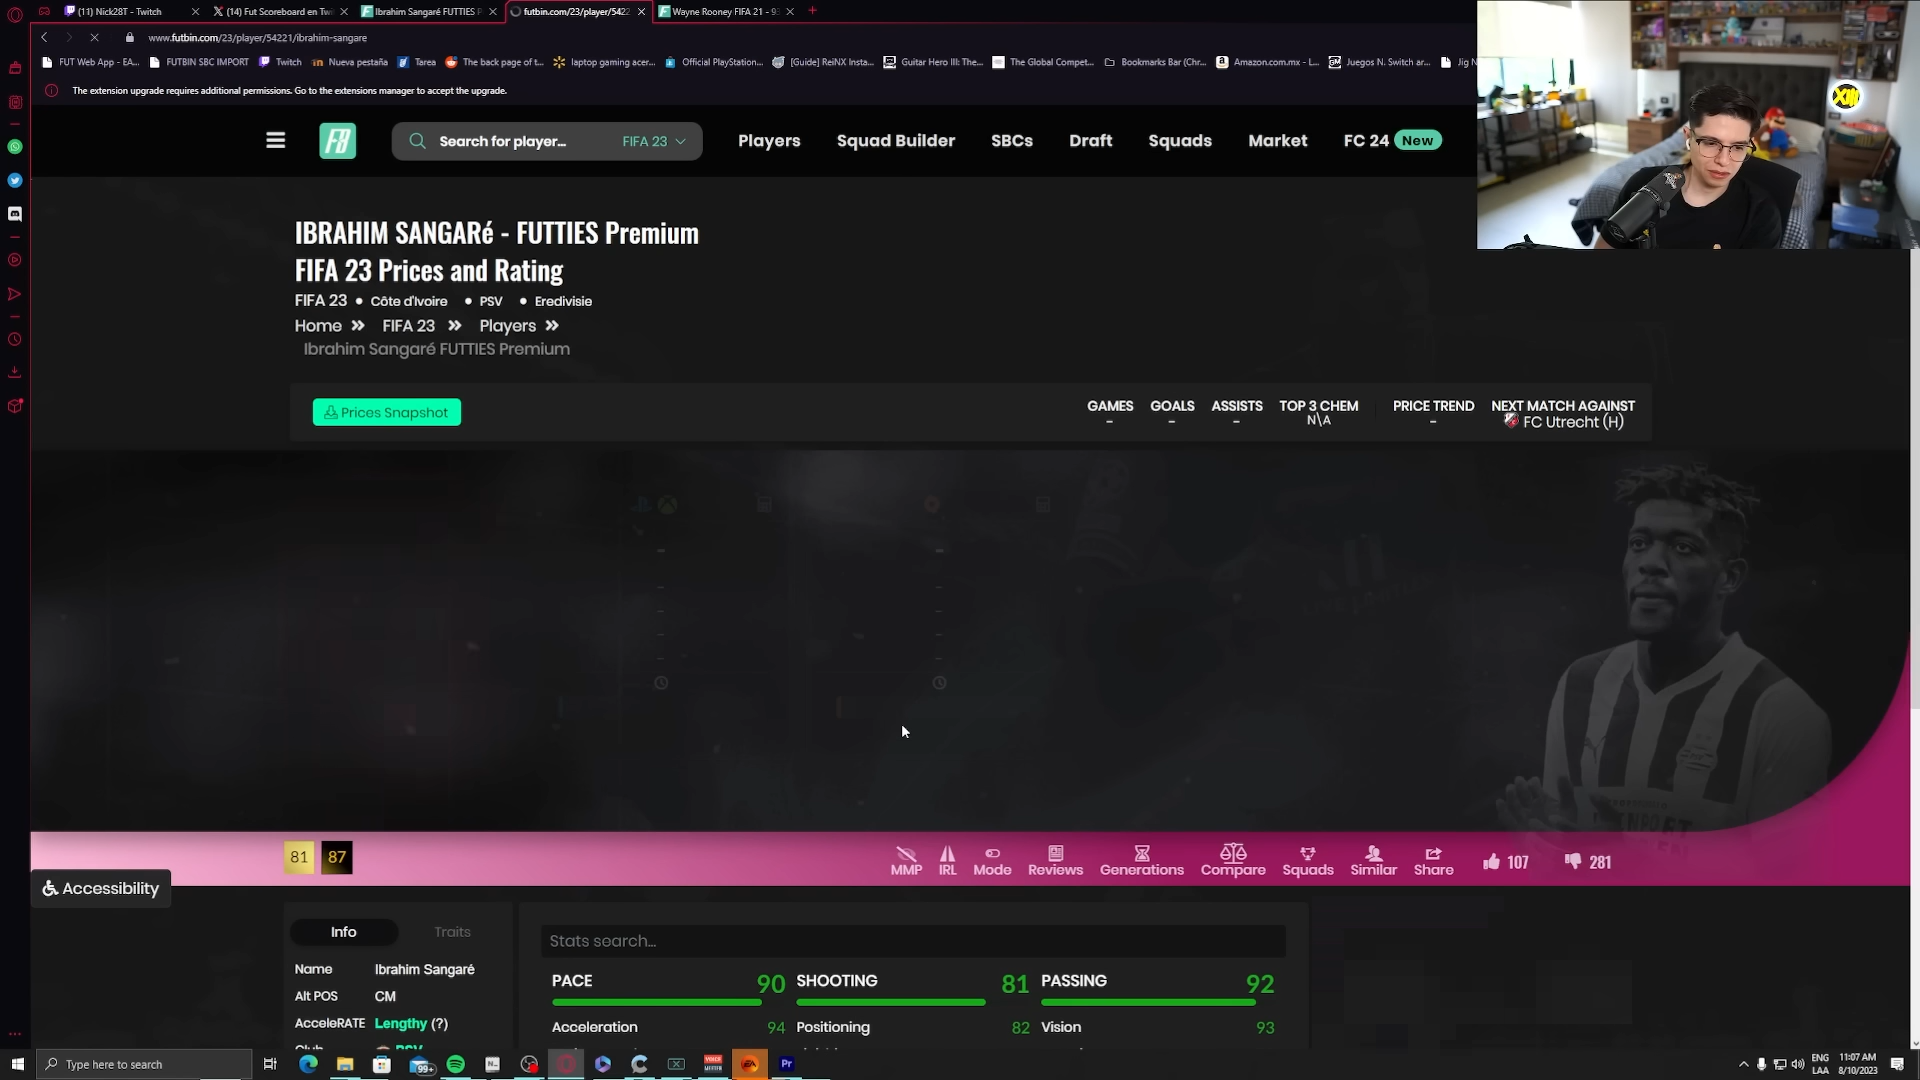 (11) Nick28T - Twitch
(14) Fut Scoreboard en Tw
Ibrahim Sangaré FUTTIES P
futbin.com/23/player/5422
Wayne Rooney FIFA 21 - 9
www.futbin.com/23/player/54221/ibrahim-sangare
FUT Web App - EA... FUTBIN SBC IMPORT Twitch Nueva pestaña Tarea The back page of t... laptop gaming acer... Official PlayStation... [Guide] ReiNX Insta... Guitar Hero III: The... The Global Compet... Bookmarks Bar (Chr... Amazon.com.mx - L... Juegos N. Switch ar... Jig N
The extension upgrade requires additional permissions. Go to the extensions manager to accept the upgrade.
XIII
FB Search for player... FIFA 23 Players Squad Builder SBCs Draft Squads Market FC 24 New
IBRAHIM SANGARé - FUTTIES Premium
FIFA 23 Prices and Rating
FIFA 23 • Côte d'Ivoire • PSV • Eredivisie
Home » FIFA 23 » Players »
Ibrahim Sangaré FUTTIES Premium
Prices Snapshot
GAMES GOALS ASSISTS TOP 3 CHEM PRICE TREND NEXT MATCH AGAINST
- - - N\A - FC Utrecht (H)
81 87
MMP IRL Mode Reviews Generations Compare Squads Similar Share 107 281
Accessibility
Info Traits
Stats search...
Name Ibrahim Sangaré
Alt POS CM
AcceleRATE Lengthy (?)
Club PSV
PACE 90 SHOOTING 81 PASSING 92
Acceleration 94 Positioning 82 Vision 93
Type here to search
99+
Pr
ENG
LAA
11:07 AM
8/10/2023